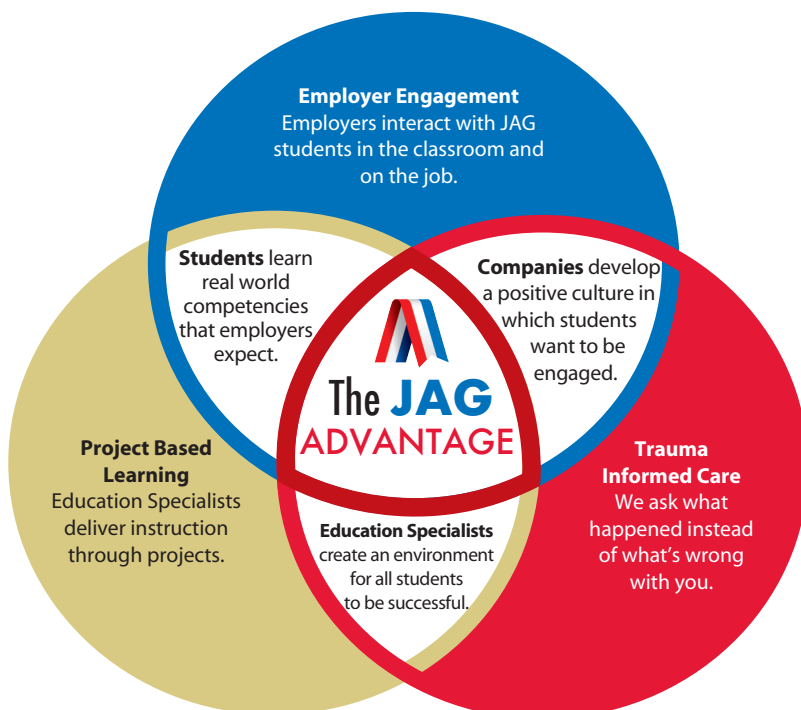 Employer Engagement
Employers interact with JAG
students in the classroom and
on the job.
Students learn
real world
competencies
that employers
expect.
Companies develop
a positive culture in
which students
want to be
engaged.
The JAG
ADVANTAGE
Project Based
Learning
Education Specialists
deliver instruction
through projects.
Trauma
Informed Care
We ask what
happened instead
of what’s wrong
with you.
Education Specialists
create an environment
for all students
to be successful.